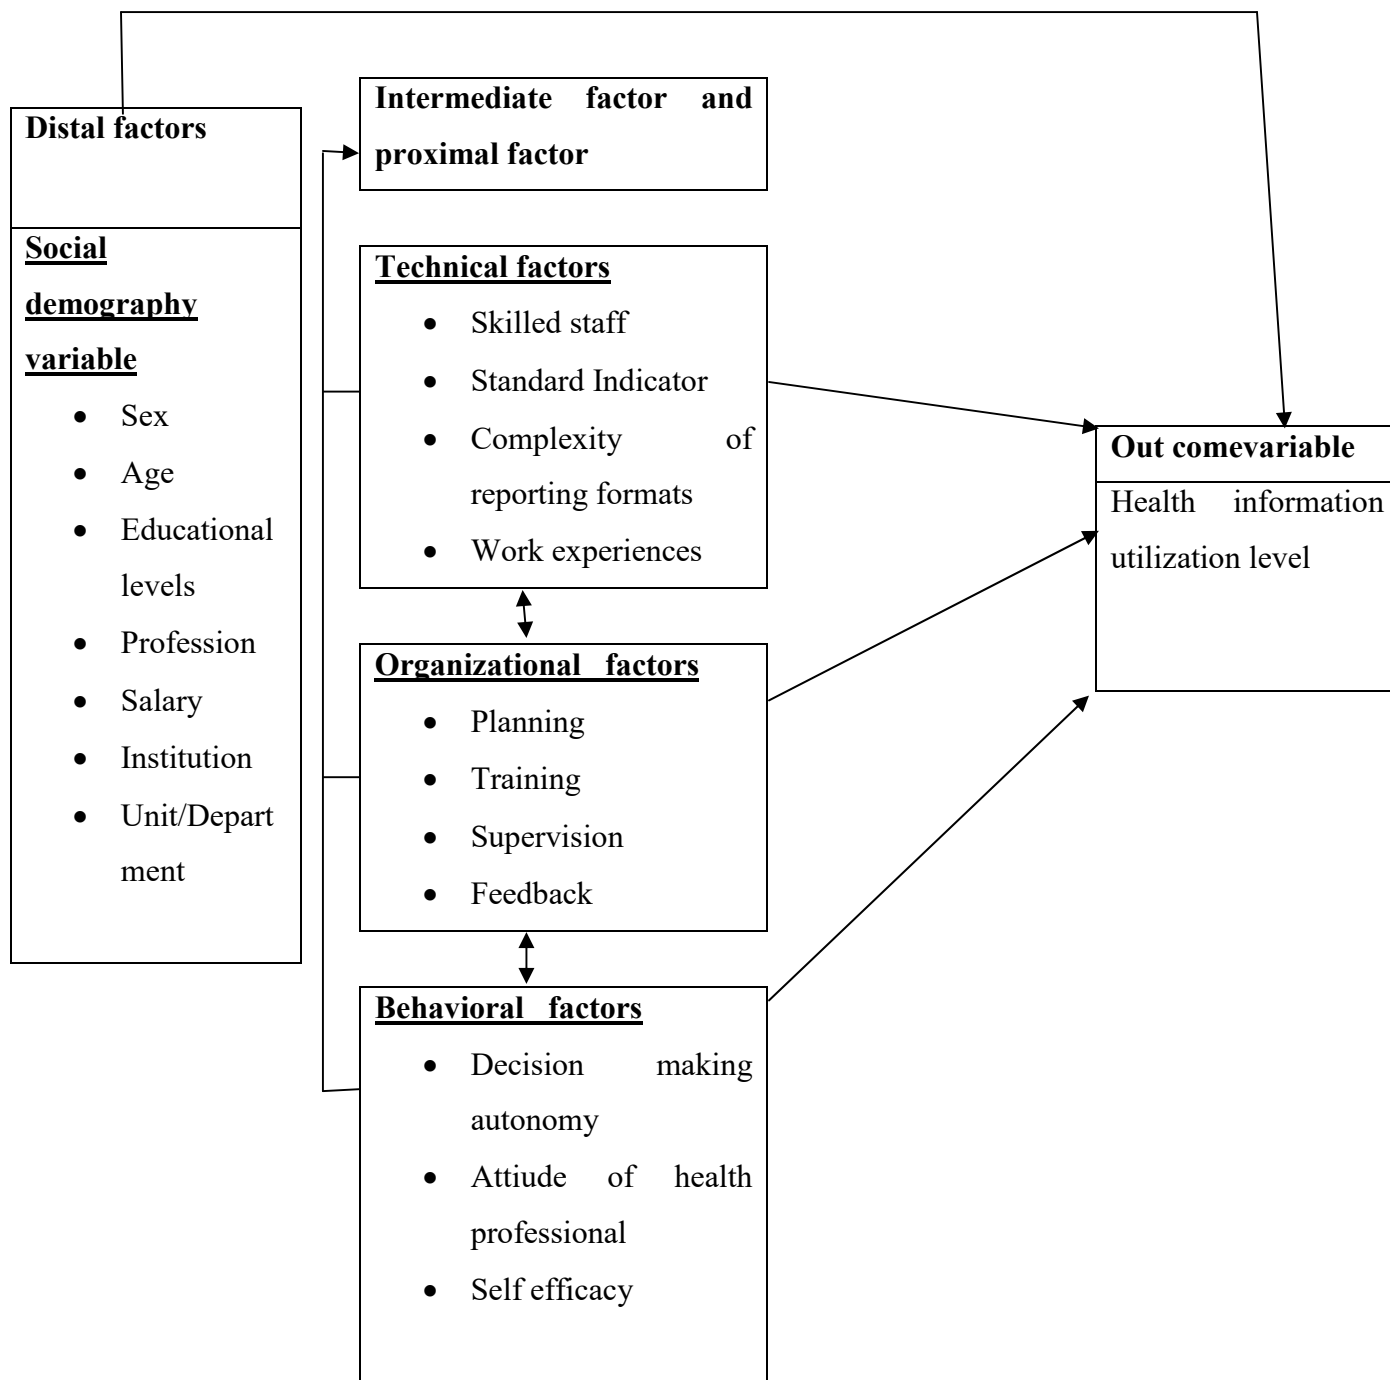 Distal factors
Social
demography
variable
• Sex
• Age
• Educational
levels
• Profession
• Salary
• Institution
• Unit/Depart
ment
Intermediate factor and
proximal factor
Technical factors
• Skilled staff
• Standard Indicator
• Complexity of
reporting formats
• Work experiences
Organizational factors
• Planning
• Training
• Supervision
• Feedback
Behavioral factors
• Decision making
autonomy
• Attiude of health
professional
• Self efficacy
Out comevariable
Health information
utilization level